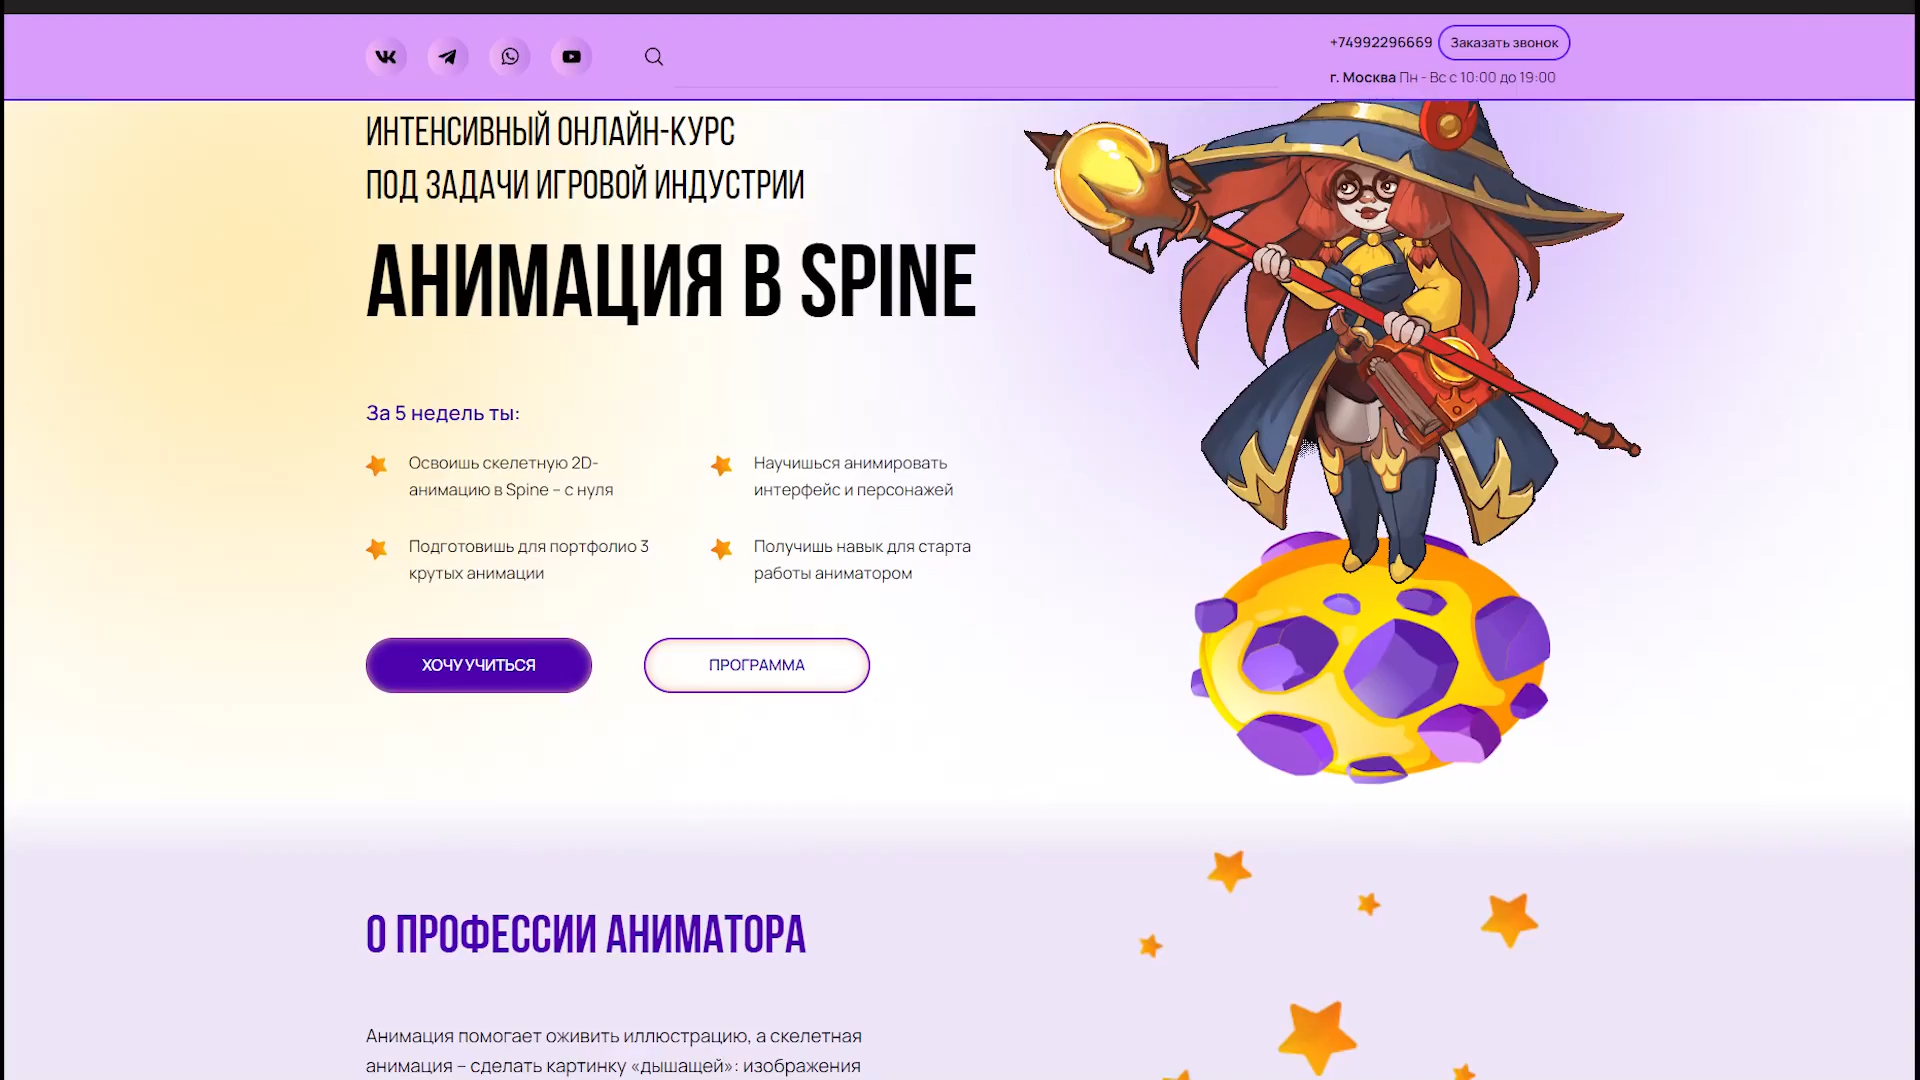 +74992296669 Заказать звонок
г. Москва Пн - Вс с 10:00 до 19:00
ИНТЕНСИВНЫЙ ОНЛАЙН-КУРС
ПОД ЗАДАЧИ ИГРОВОЙ ИНДУСТРИИ
АНИМАЦИЯ В SPINE
За 5 недель ты:
Освоишь скелетную 2D-
анимацию в Spine – с нуля
Научишься анимировать
интерфейс и персонажей
Подготовишь для портфолио 3
крутых анимации
Получишь навык для старта
работы аниматором
ХОЧУ УЧИТЬСЯ
ПРОГРАММА
О ПРОФЕССИИ АНИМАТОРА
Анимация помогает оживить иллюстрацию, а скелетная
анимация – сделать картинку «дышащей»: изображения